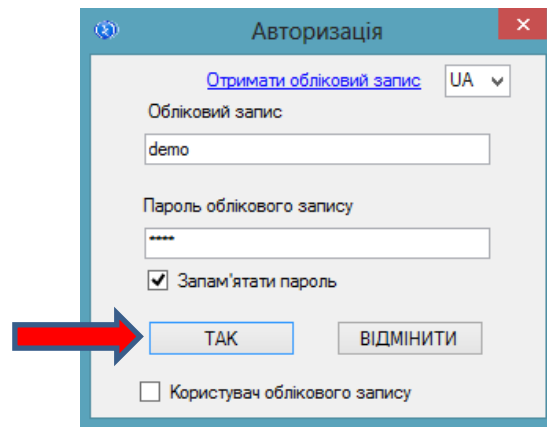 Авторизація
Отримати обліковий запис UA
Обліковий запис
demo
Пароль облікового запису
****
Запам'ятати пароль
ТАК ВІДМІНИТИ
Користувач облікового запису